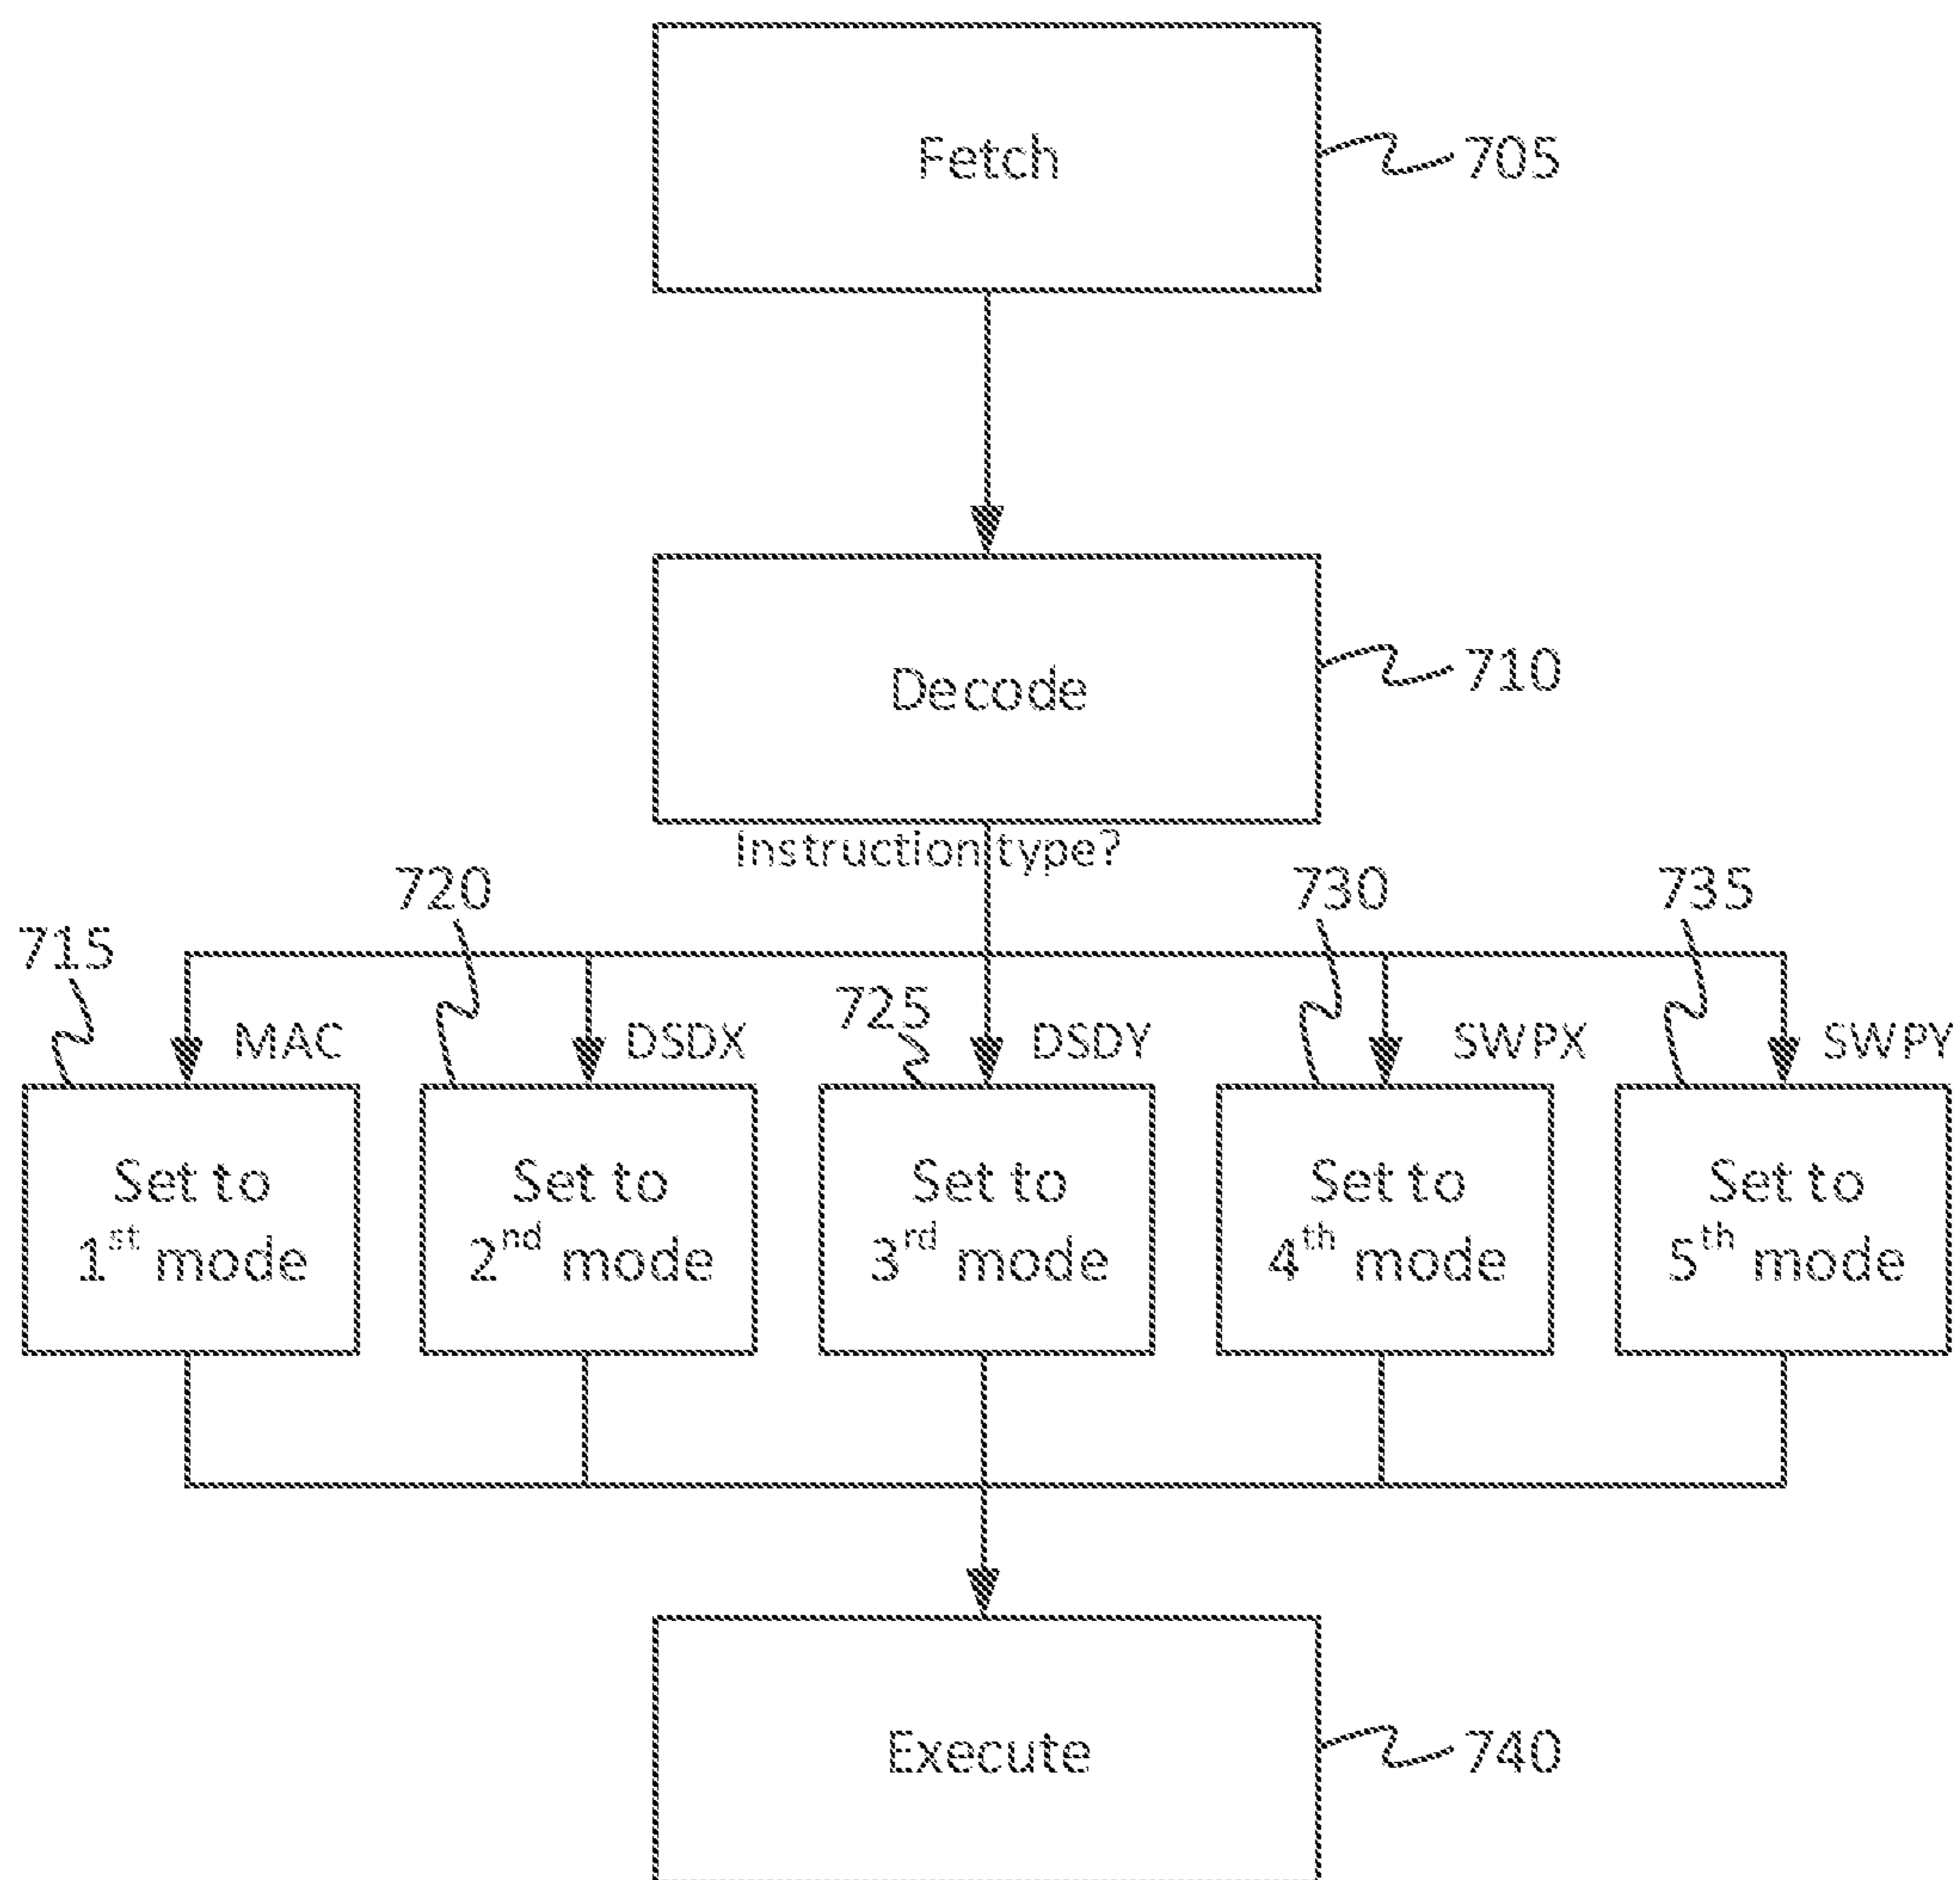 Fetch
705
Decode
710
Instruction type?
720
730
735
715
725
MAC
DSDX
DSDY
SWPX
SWPY
Set to
1st mode
Set to
2nd mode
Set to
3rd mode
Set to
4th mode
Set to
5th mode
Execute
740